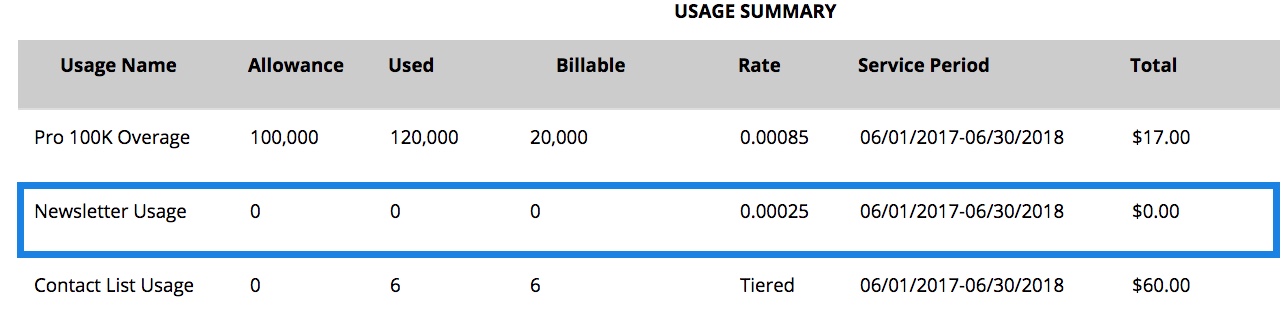 USAGE SUMMARY
Usage Name Allowance Used Billable Rate Service Period Total
Pro 100K Overage 100,000 120,000 20,000 0.00085 06/01/2017-06/30/2018 $17.00
Newsletter Usage 0 0 0 0.00025 06/01/2017-06/30/2018 $0.00
Contact List Usage 0 6 6 Tiered 06/01/2017-06/30/2018 $60.00